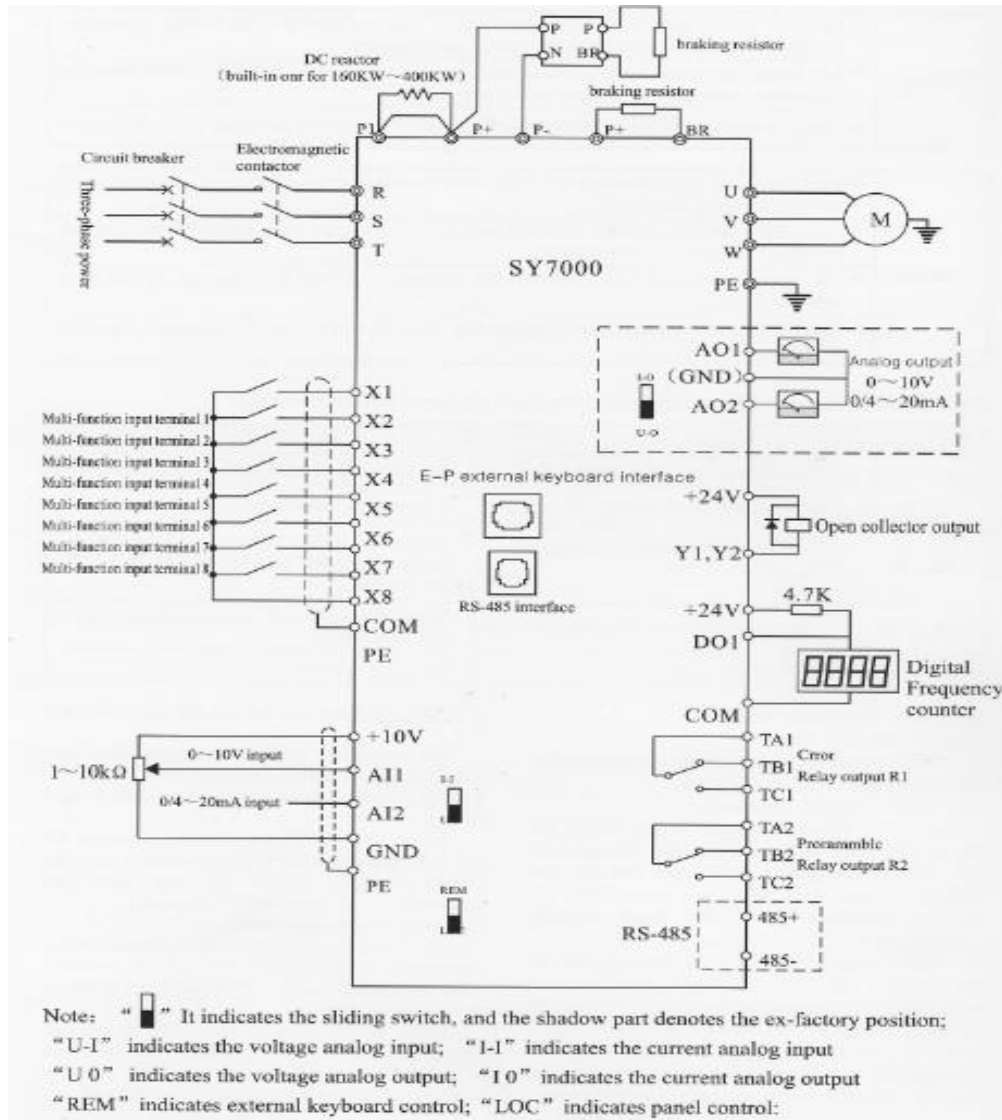 P P
N BR
braking resistor
DC reactor
(built-in onr for 160KW～400KW)
braking resistor
P1 P+ P- P+ BR
Circuit breaker
Electromagnetic
contactor
Three-phase power
R
S
T
U
V
W
M
PE
SY7000
AO1
(GND)
AO2
I-O
U-O
Analog output
0～10V
0/4～20mA
X1
X2
X3
X4
X5
X6
X7
X8
COM
PE
Multi-function input terminal 1
Multi-function input terminal 2
Multi-function input terminal 3
Multi-function input terminal 4
Multi-function input terminal 5
Multi-function input terminal 6
Multi-function input terminal 7
Multi-function input terminal 8
E-P external keyboard interface
RS-485 interface
+24V
Y1,Y2
Open collector output
+24V
4.7K
DO1
COM
8888
Digital
Frequency
counter
+10V
AI1
AI2
GND
PE
1～10kΩ
0～10V input
0/4～20mA input
REM
TA1
TB1
TC1
Crror
Relay output R1
TA2
TB2
TC2
Prorammblc
Relay output R2
RS-485
485+
485-
Note: “ ” It indicates the sliding switch, and the shadow part denotes the ex-factory position;
“U-I” indicates the voltage analog input; “I-I” indicates the current analog input
“U 0” indicates the voltage analog output; “I 0” indicates the current analog output
“REM” indicates external keyboard control; “LOC” indicates panel control: